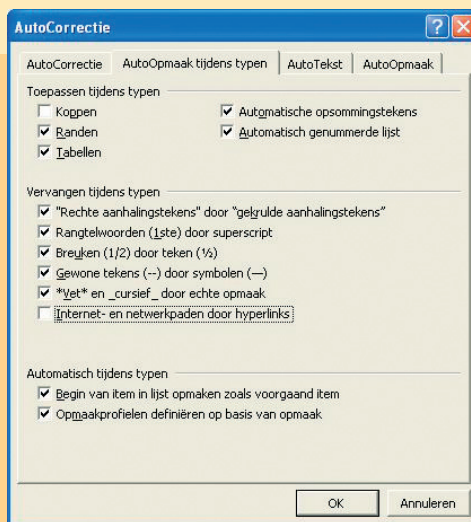 AutoCorrectie
AutoCorrectie AutoOpmaak tijdens typen AutoTekst AutoOpmaak
Toepassen tijdens typen
Koppen Automatische opsommingstekens
Randen Automatisch genummerde lijst
Tabellen
Vervangen tijdens typen
"Rechte aanhalingstekens" door “gekrulde aanhalingstekens”
Rangtelwoorden (1ste) door superscript
Breuken (1/2) door teken (½)
Gewone tekens (--) door symbolen (—)
*Vet* en _cursief_ door echte opmaak
Internet- en netwerkpaden door hyperlinks
Automatisch tijdens typen
Begin van item in lijst opmaken zoals voorgaand item
Opmaakprofielen definiëren op basis van opmaak
OK Annuleren